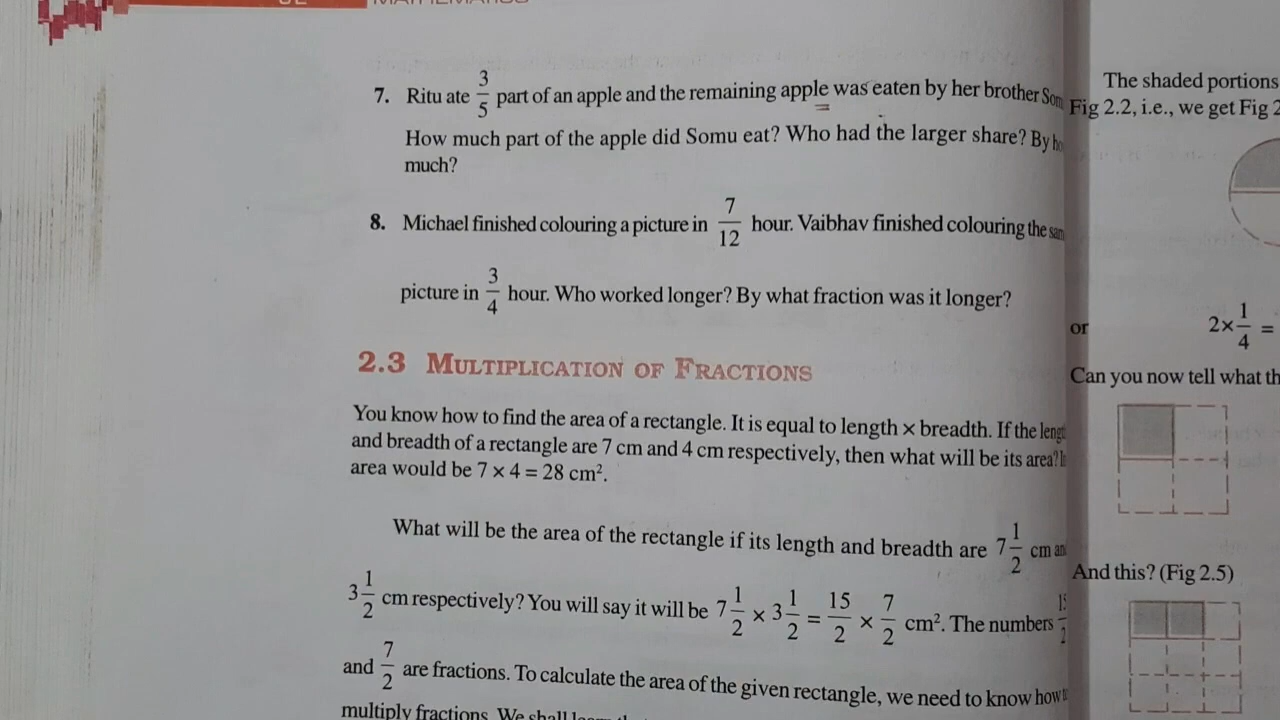 7. Ritu ate 3/5 part of an apple and the remaining apple was eaten by her brother
How much part of the apple did Somu eat? Who had the larger share? By
much?
8. Michael finished colouring a picture in 7/12 hour. Vaibhav finished colouring the
picture in 3/4 hour. Who worked longer? By what fraction was it longer?
2.3 MULTIPLICATION OF FRACTIONS
You know how to find the area of a rectangle. It is equal to length × breadth. If the
and breadth of a rectangle are 7 cm and 4 cm respectively, then what will be its area?
area would be 7 × 4 = 28 cm².
What will be the area of the rectangle if its length and breadth are 7 1/2 cm
3 1/2 cm respectively? You will say it will be 7 1/2 × 3 1/2 = 15/2 × 7/2 cm². The numbers
and 7/2 are fractions. To calculate the area of the given rectangle, we need to know how
multiply fractions. We
The shaded portions
Fig 2.2, i.e., we get Fig
or 2× 1/4 =
Can you now tell what
And this? (Fig 2.5)